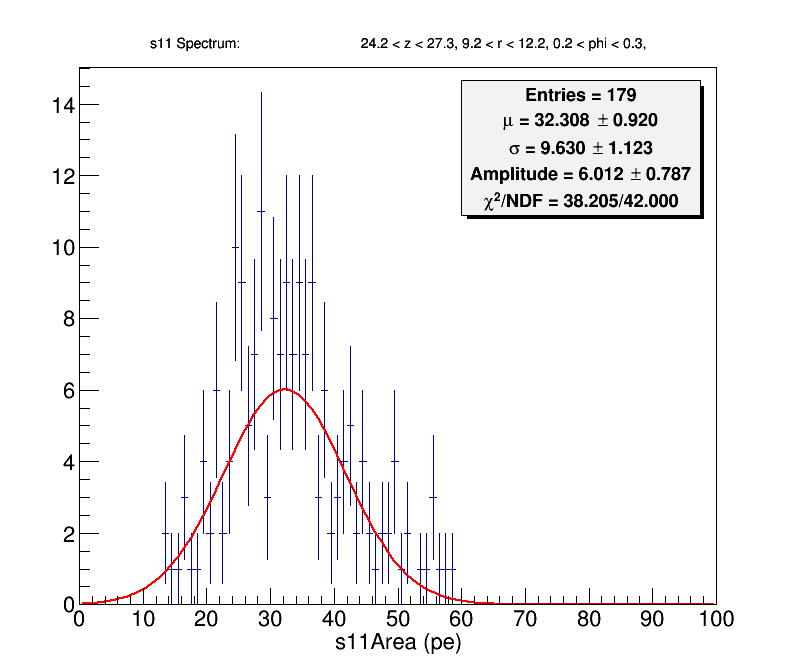 s11 Spectrum: 24.2 < z < 27.3, 9.2 < r < 12.2, 0.2 < phi < 0.3,
Entries = 179
μ = 32.308 ± 0.920
σ = 9.630 ± 1.123
Amplitude = 6.012 ± 0.787
χ²/NDF = 38.205/42.000
14
12
10
8
6
4
2
0
0 10 20 30 40 50 60 70 80 90 100
s11Area (pe)